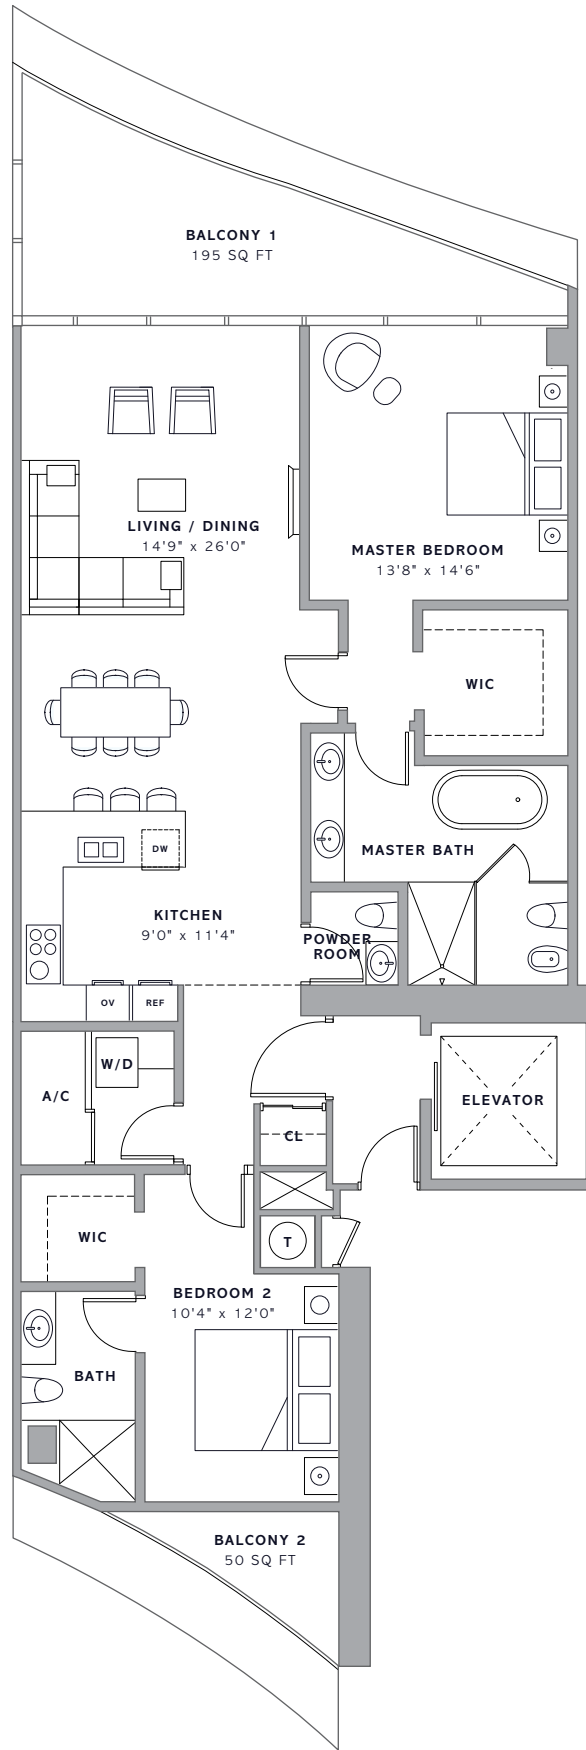 BALCONY 1
195 SQ FT
LIVING / DINING
14'9" x 26'0"
MASTER BEDROOM
13'8" x 14'6"
WIC
DW
MASTER BATH
KITCHEN
9'0" x 11'4"
POWDER
ROOM
OV
REF
W/D
A/C
ELEVATOR
CL
WIC
T
BEDROOM 2
10'4" x 12'0"
BATH
BALCONY 2
50 SQ FT